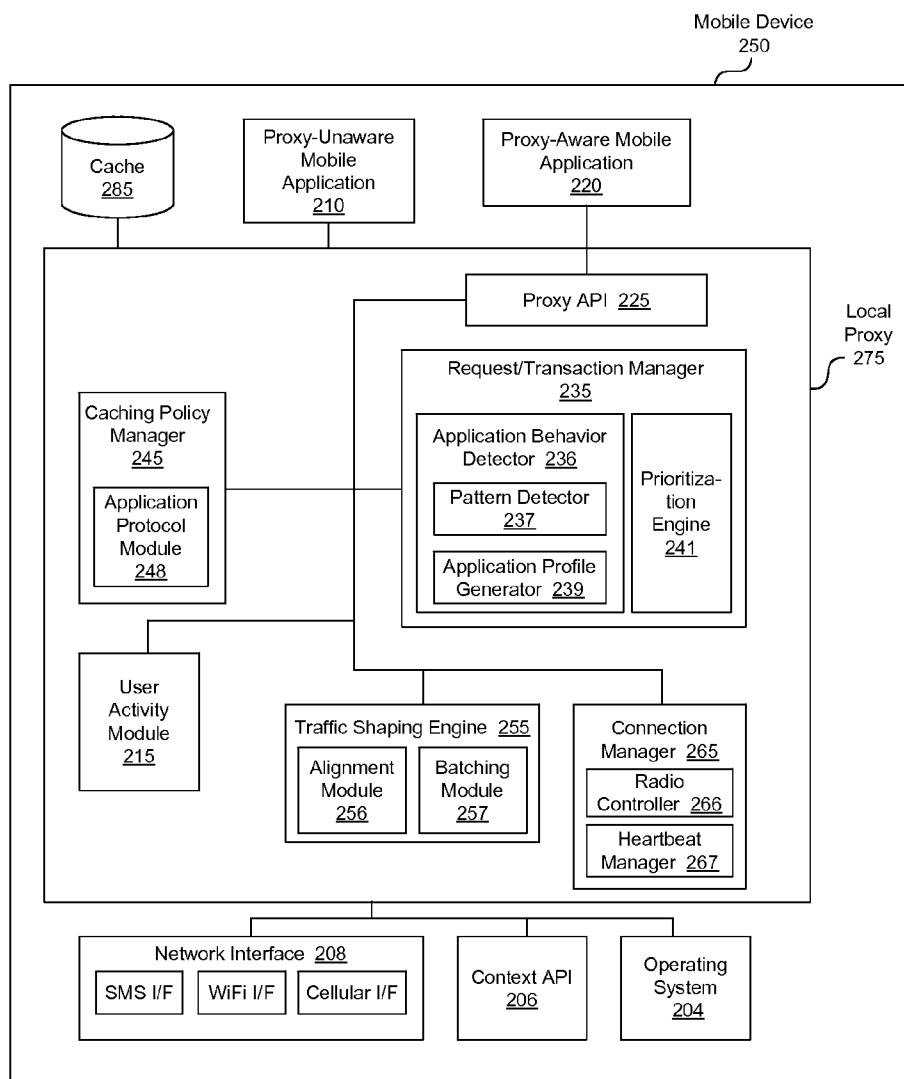 Mobile Device
250
Cache
285
Proxy-Unaware
Mobile
Application
210
Proxy-Aware Mobile
Application
220
Proxy API 225
Local
Proxy
275
Request/Transaction Manager
235
Caching Policy
Manager
245
Application
Protocol
Module
248
Application Behavior
Detector 236
Pattern Detector
237
Application Profile
Generator 239
Prioritiza-
tion
Engine
241
User
Activity
Module
215
Traffic Shaping Engine 255
Alignment
Module
256
Batching
Module
257
Connection
Manager 265
Radio
Controller 266
Heartbeat
Manager 267
Network Interface 208
SMS I/F
WiFi I/F
Cellular I/F
Context API
206
Operating
System
204